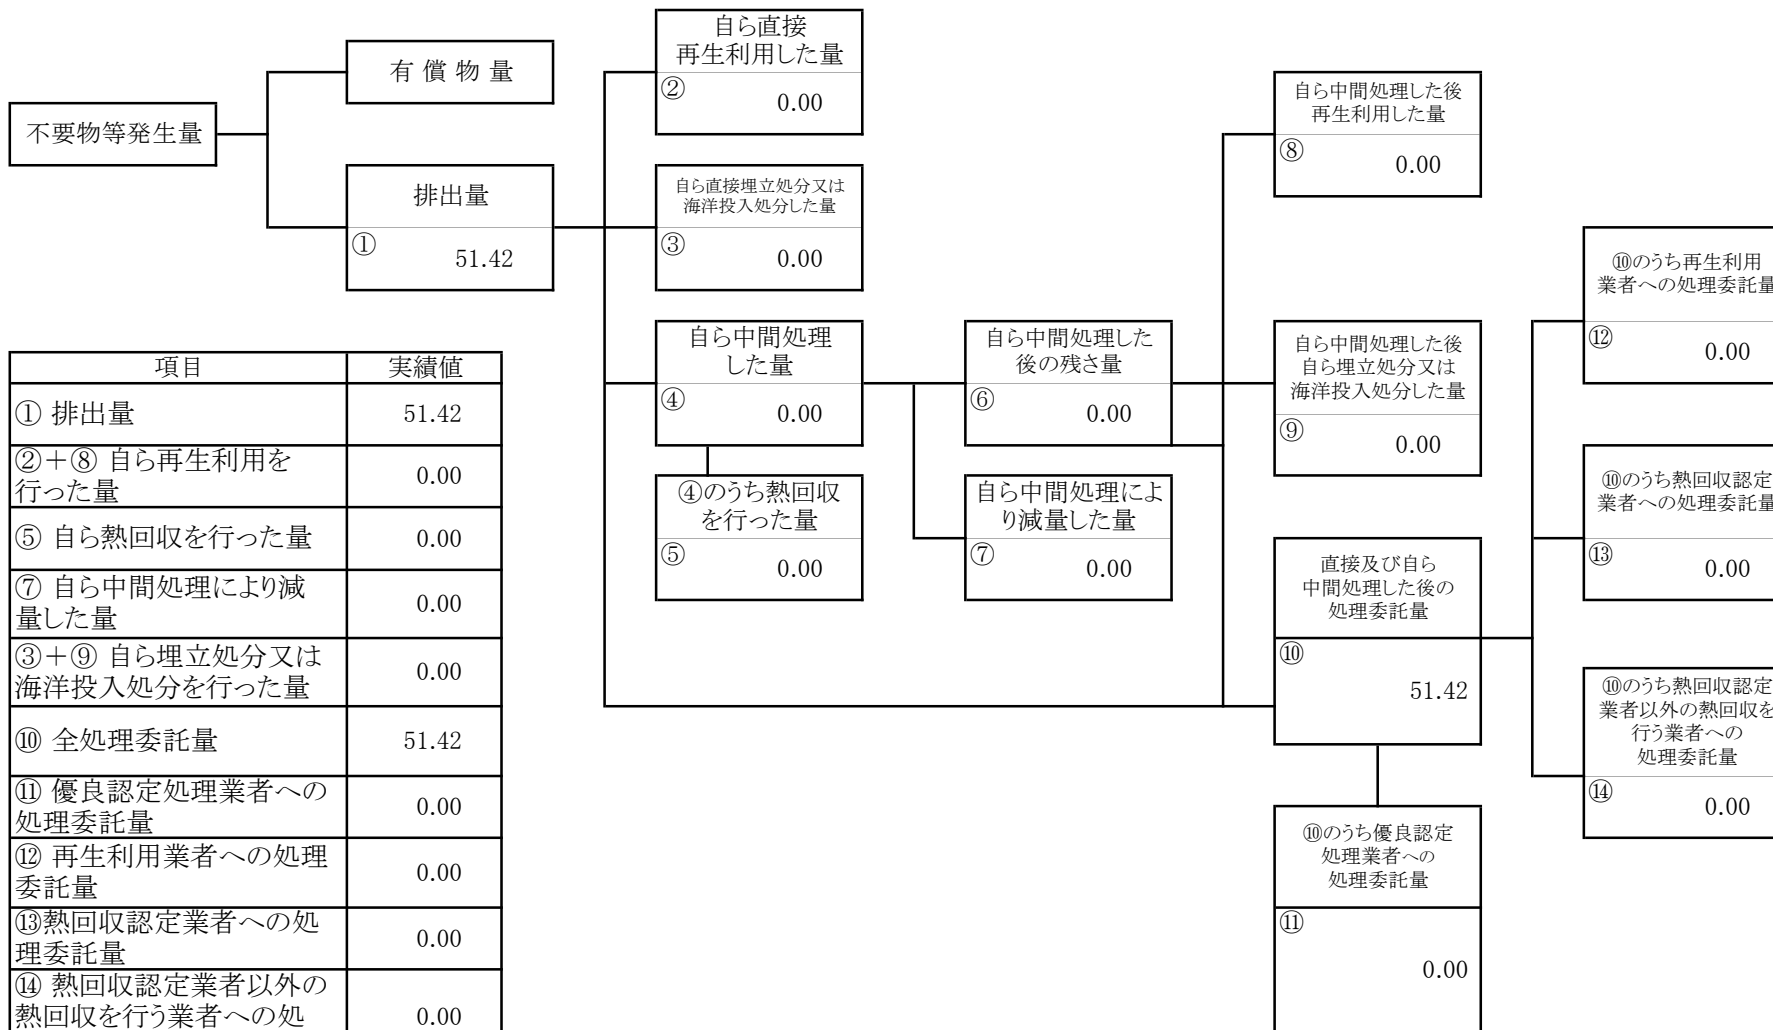 不要物等発生量
有償物量
排出量
①
51.42
自ら直接
再生利用した量
②
0.00
自ら直接埋立処分又は
海洋投入処分した量
③
0.00
自ら中間処理
した量
④
0.00
④のうち熱回収
を行った量
⑤
0.00
自ら中間処理した
後の残さ量
⑥
0.00
自ら中間処理によ
り減量した量
⑦
0.00
自ら中間処理した後
再生利用した量
⑧
0.00
自ら中間処理した後
自ら埋立処分又は
海洋投入処分した量
⑨
0.00
直接及び自ら
中間処理した後の
処理委託量
⑩
51.42
⑩のうち優良認定
処理業者への
処理委託量
⑪
0.00
⑩のうち再生利用
業者への処理委託量
⑫
0.00
⑩のうち熱回収認定
業者への処理委託量
⑬
0.00
⑩のうち熱回収認定
業者以外の熱回収を
行う業者への
処理委託量
⑭
0.00
項目 実績値
① 排出量 51.42
②＋⑧ 自ら再生利用を
行った量 0.00
⑤ 自ら熱回収を行った量 0.00
⑦ 自ら中間処理により減
量した量 0.00
③＋⑨ 自ら埋立処分又は
海洋投入処分を行った量 0.00
⑩ 全処理委託量 51.42
⑪ 優良認定処理業者への
処理委託量 0.00
⑫ 再生利用業者への処理
委託量 0.00
⑬熱回収認定業者への処
理委託量 0.00
⑭ 熱回収認定業者以外の
熱回収を行う業者への処 0.00